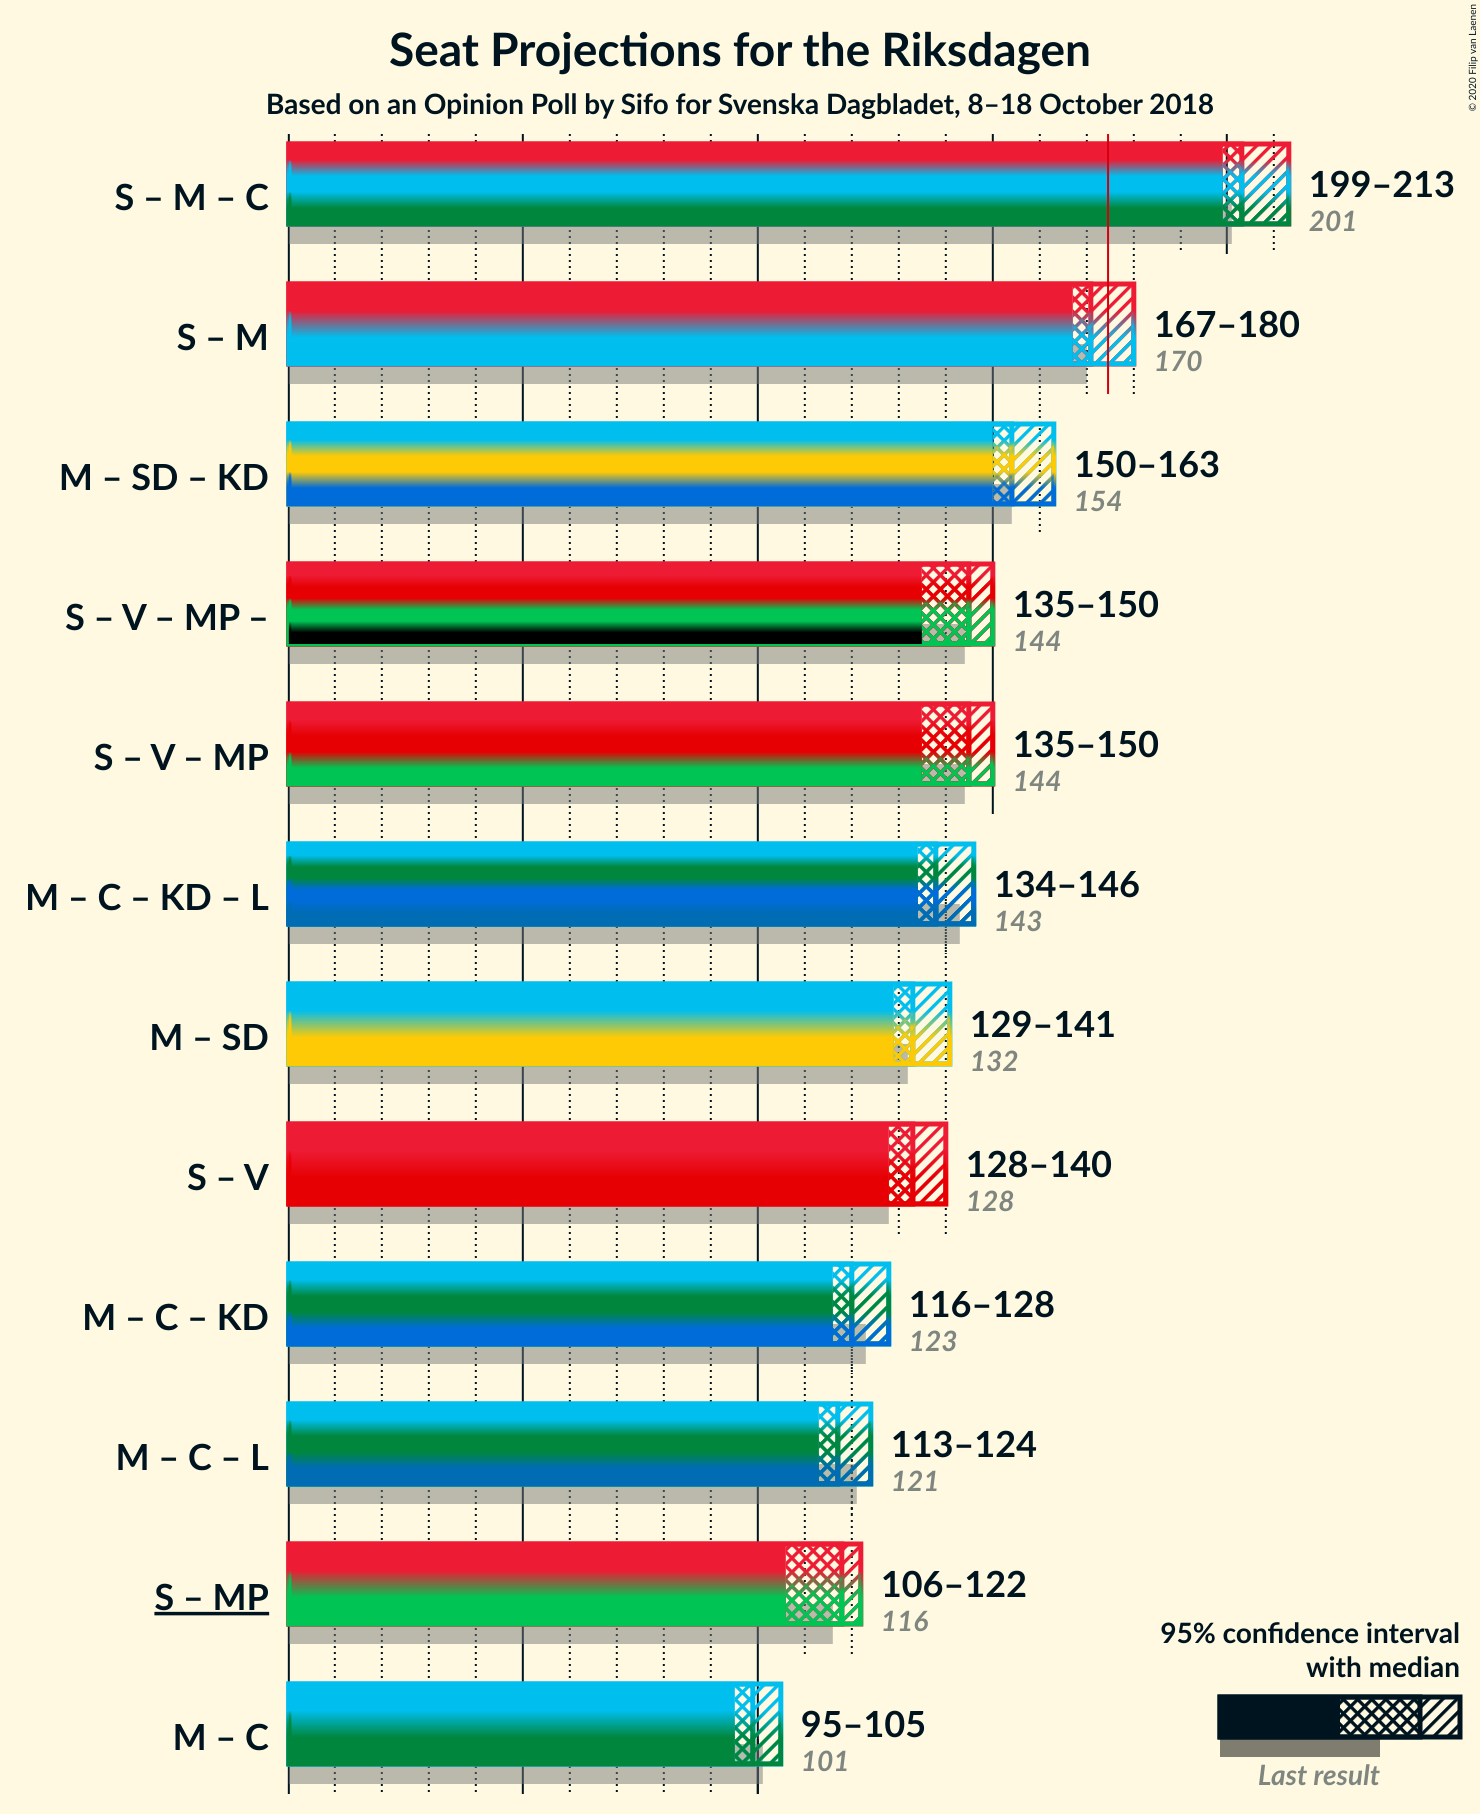 Seat Projections for the Riksdagen
Based on an Opinion Poll by Sifo for Svenska Dagbladet, 8–18 October 2018
© 2020 Filip van Laenen
S – M – C
199–213
201
S – M
167–180
170
M – SD – KD
150–163
154
S – V – MP –
135–150
144
S – V – MP
135–150
144
M – C – KD – L
134–146
143
M – SD
129–141
132
S – V
128–140
128
M – C – KD
116–128
123
M – C – L
113–124
121
S – MP
106–122
116
M – C
95–105
101
95% confidence interval
with median
Last result